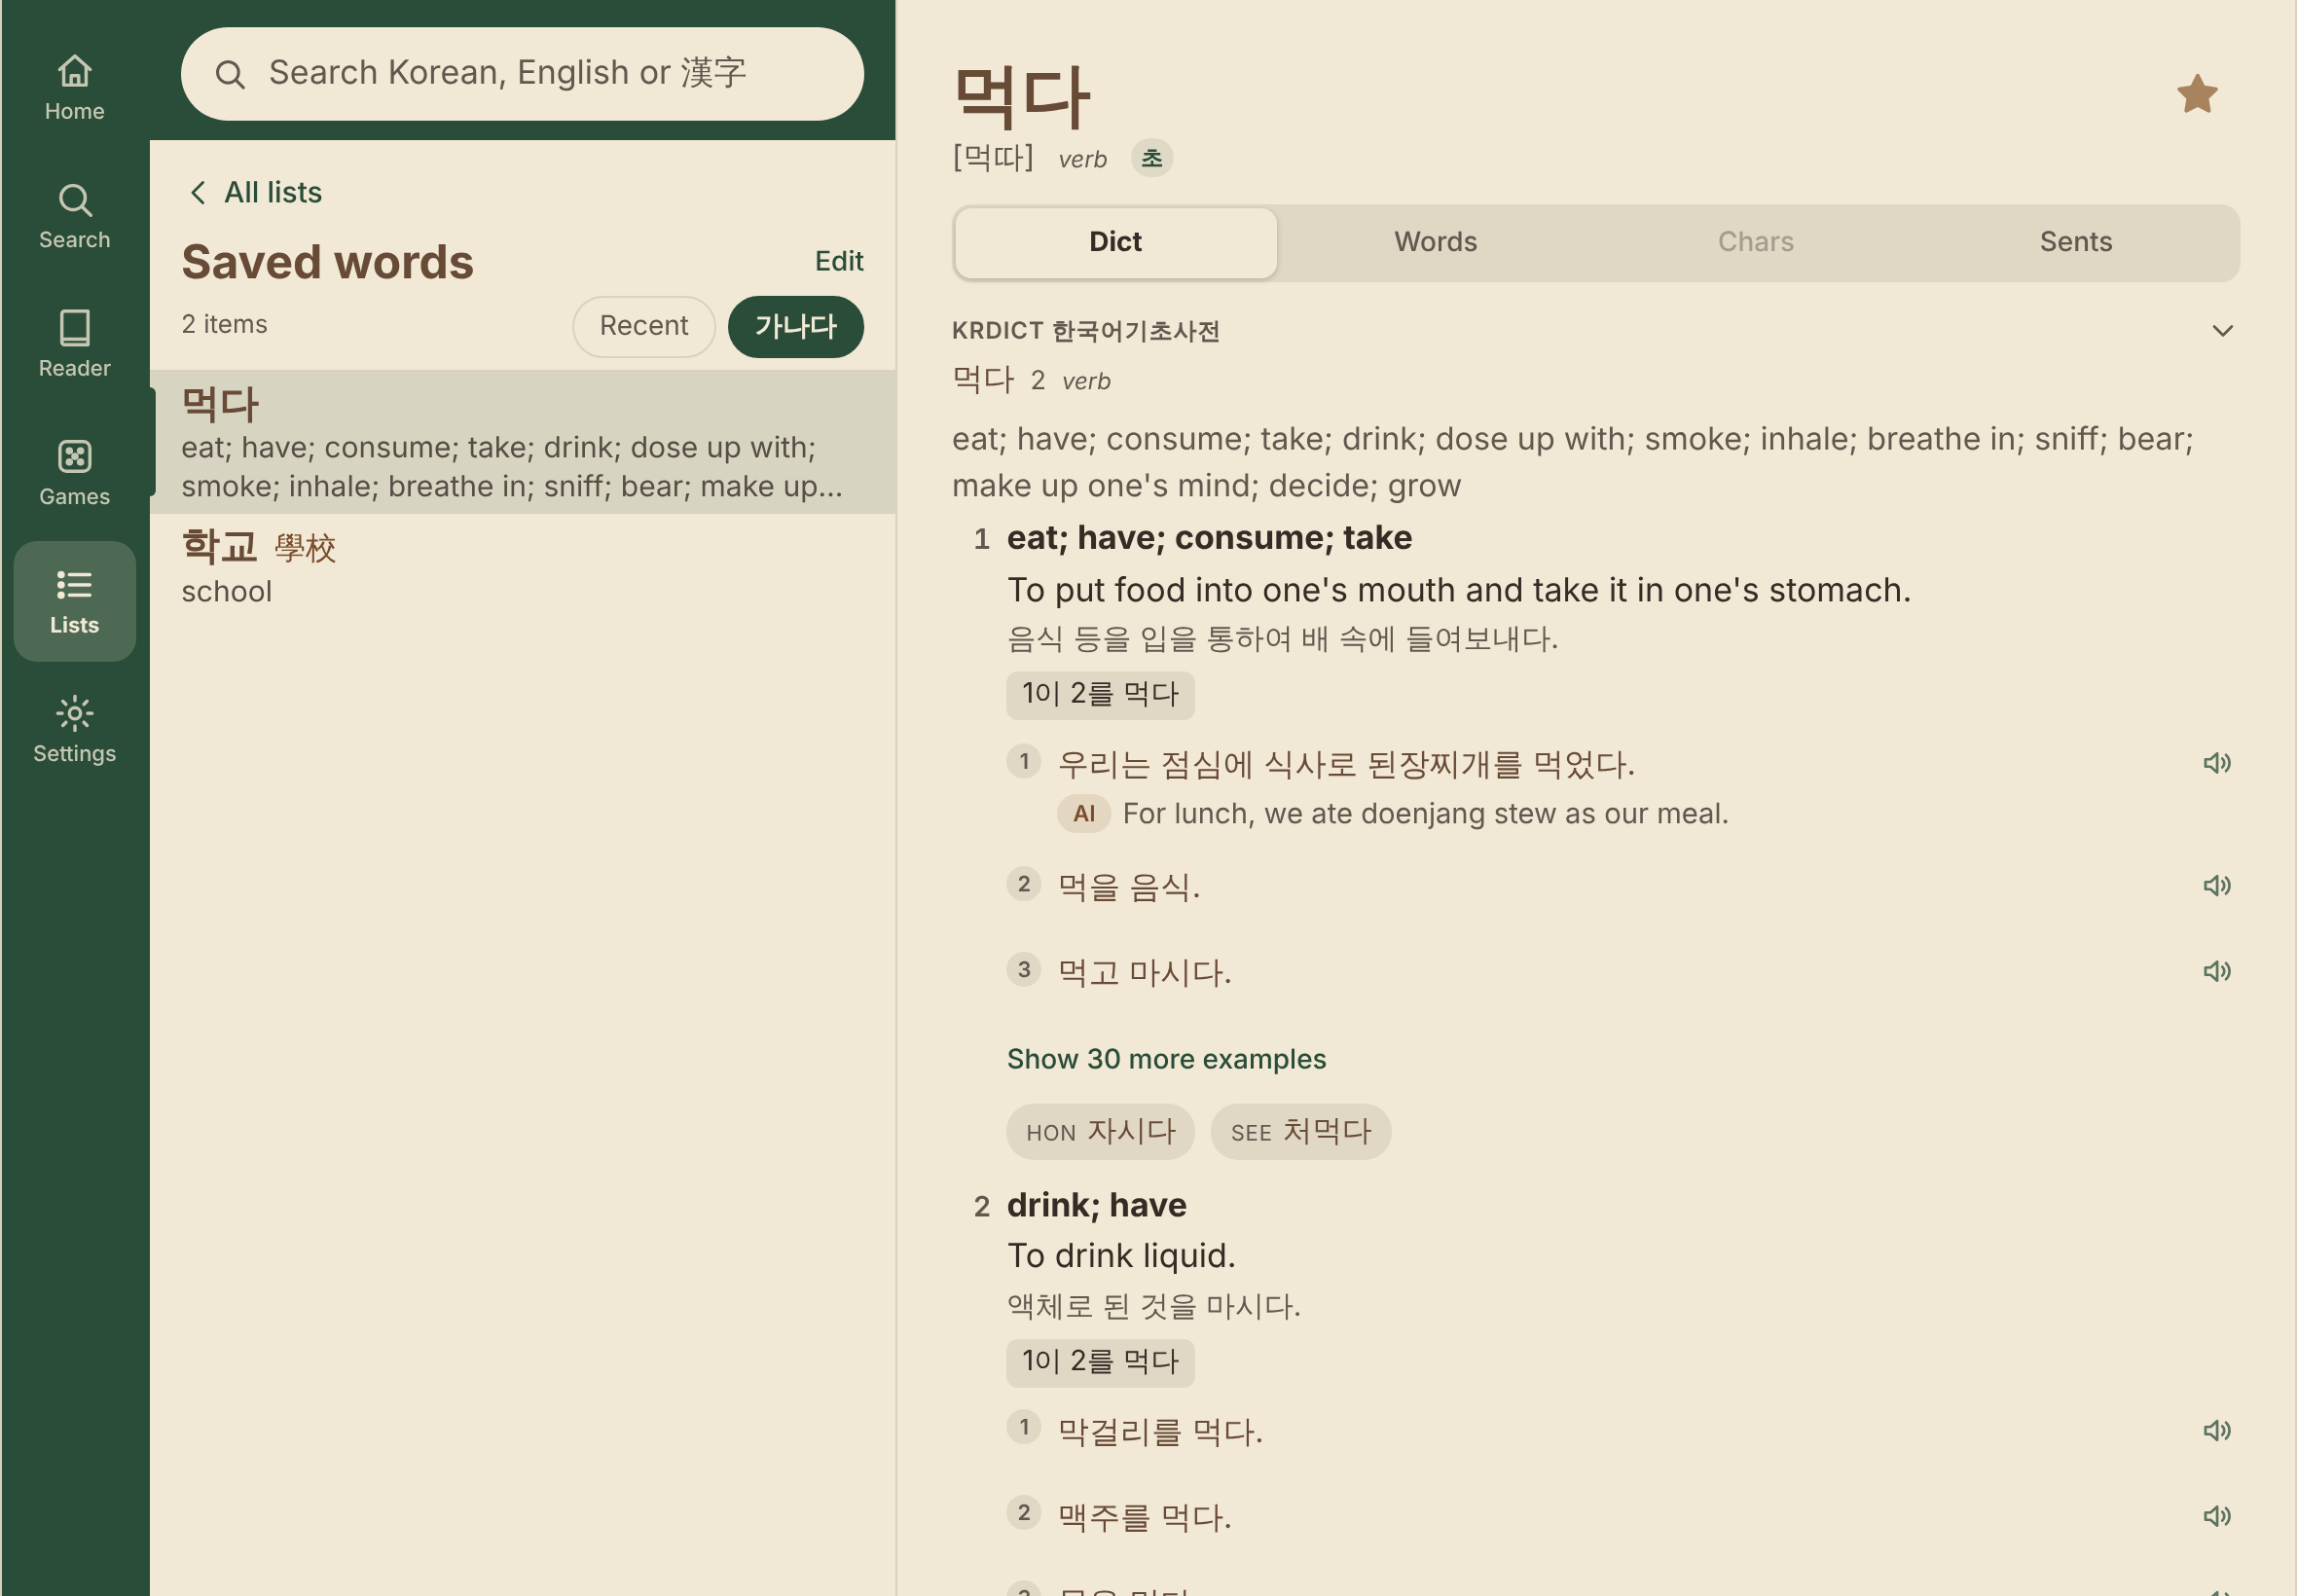 Home
Search
Reader
Games
Lists
Settings
Search Korean, English or 漢字
All lists
Saved words
Edit
2 items
Recent
가나다
먹다
eat; have; consume; take; drink; dose up with;
smoke; inhale; breathe in; sniff; bear; make up...
학교 學校
school
먹다
[먹따] verb 초
Dict
Words
Chars
Sents
KRDICT 한국어기초사전
먹다 2 verb
eat; have; consume; take; drink; dose up with; smoke; inhale; breathe in; sniff; bear;
make up one's mind; decide; grow
1 eat; have; consume; take
To put food into one's mouth and take it in one's stomach.
음식 등을 입을 통하여 배 속에 들여보내다.
1이 2를 먹다
1 우리는 점심에 식사로 된장찌개를 먹었다.
AI For lunch, we ate doenjang stew as our meal.
2 먹을 음식.
3 먹고 마시다.
Show 30 more examples
HON 자시다
SEE 처먹다
2 drink; have
To drink liquid.
액체로 된 것을 마시다.
1이 2를 먹다
1 막걸리를 먹다.
2 맥주를 먹다.